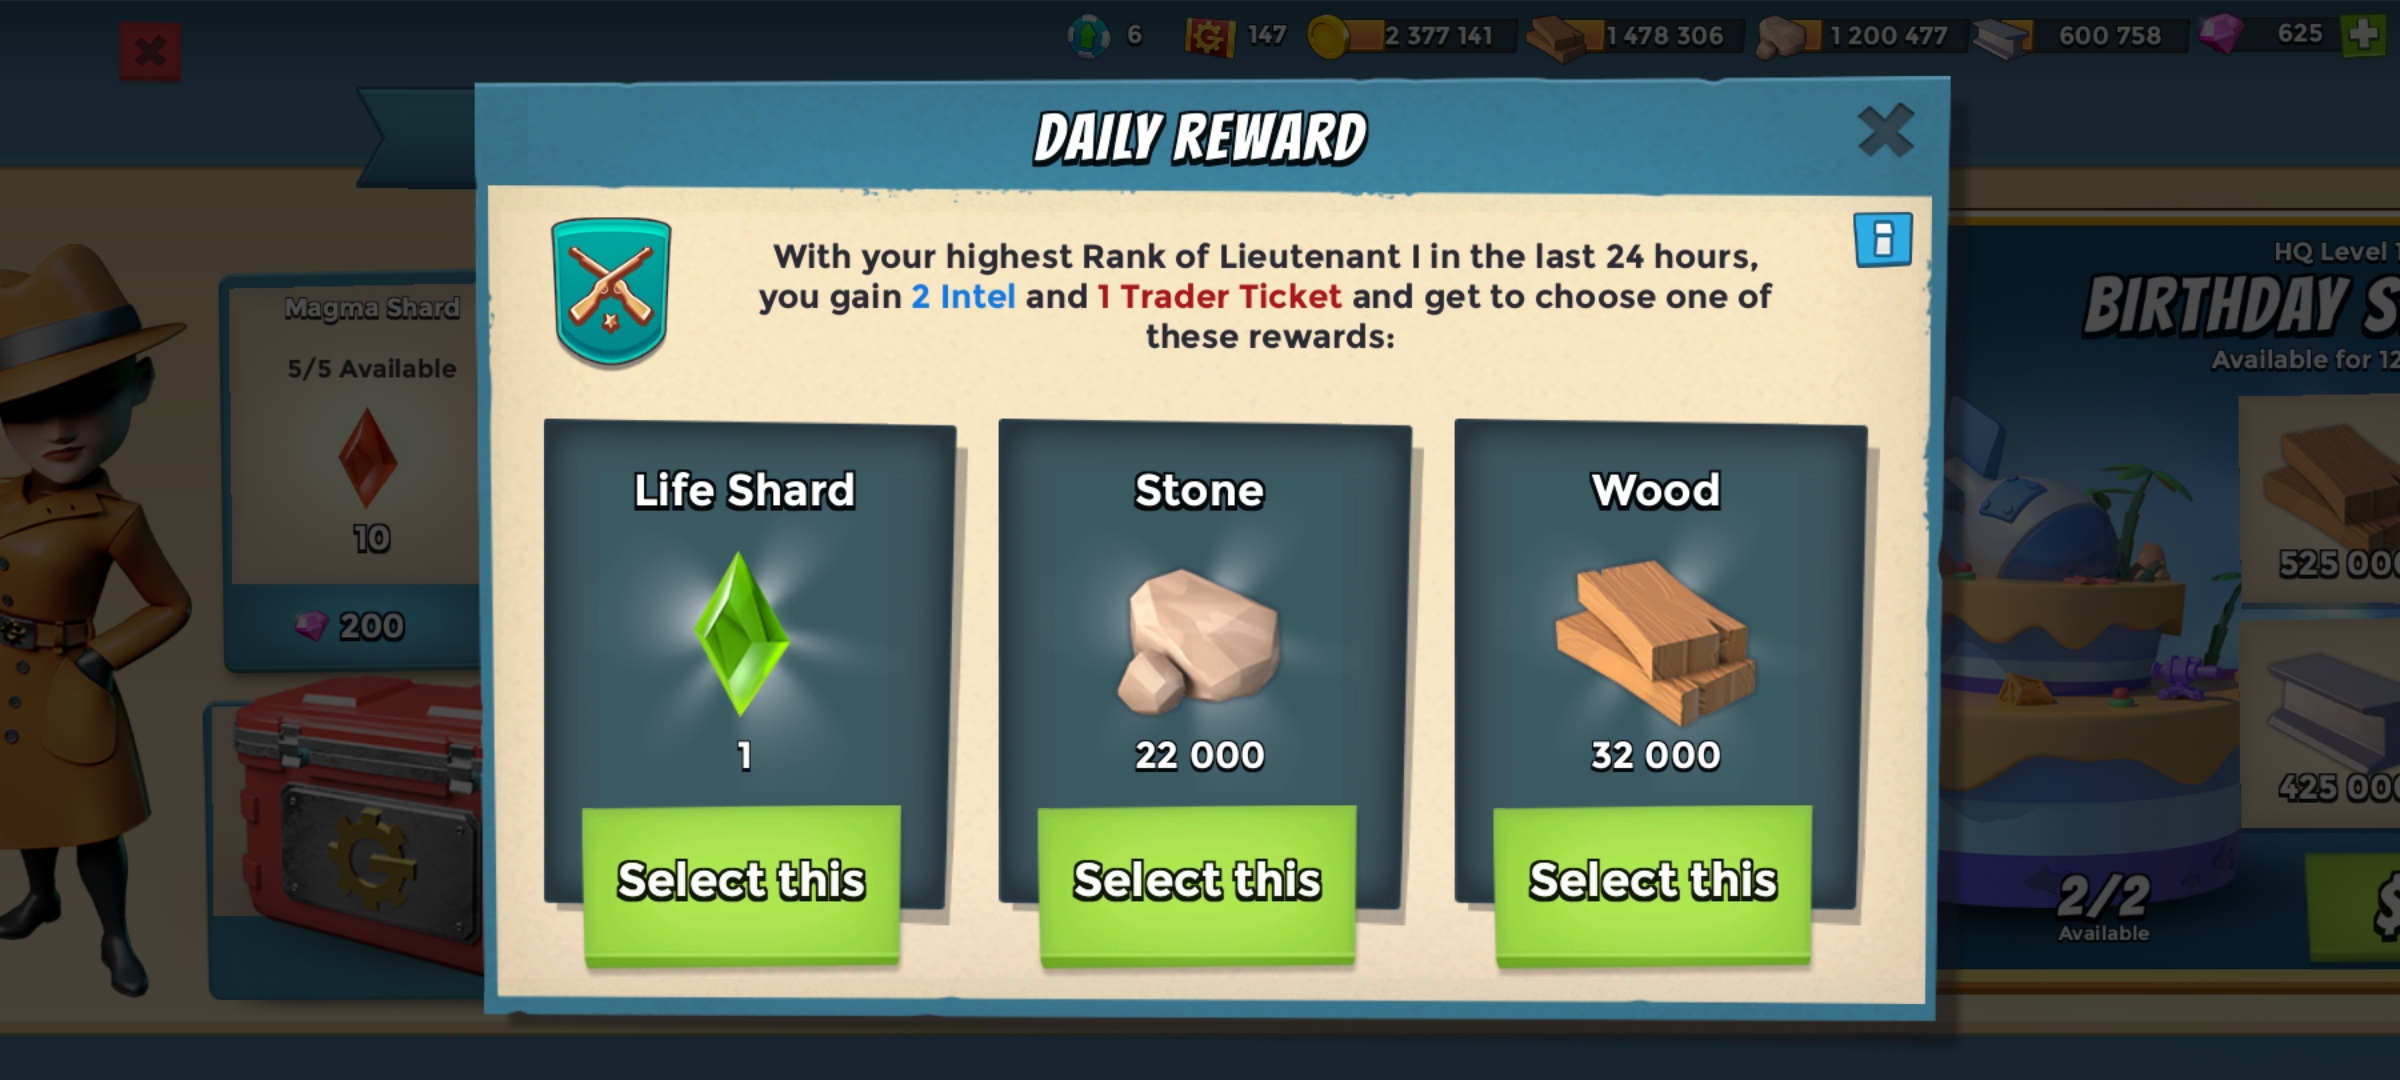 6
147
2 377 141
1 478 306
1 200 477
600 758
625
DAILY REWARD
With your highest Rank of Lieutenant I in the last 24 hours,
you gain 2 Intel and 1 Trader Ticket and get to choose one of
these rewards:
Magma Shard
5/5 Available
10
200
Life Shard
1
Select this
Stone
22 000
Select this
Wood
32 000
Select this
HQ Level
BIRTHDAY S
Available for 12
525 00
425 00
2/2
Available
$